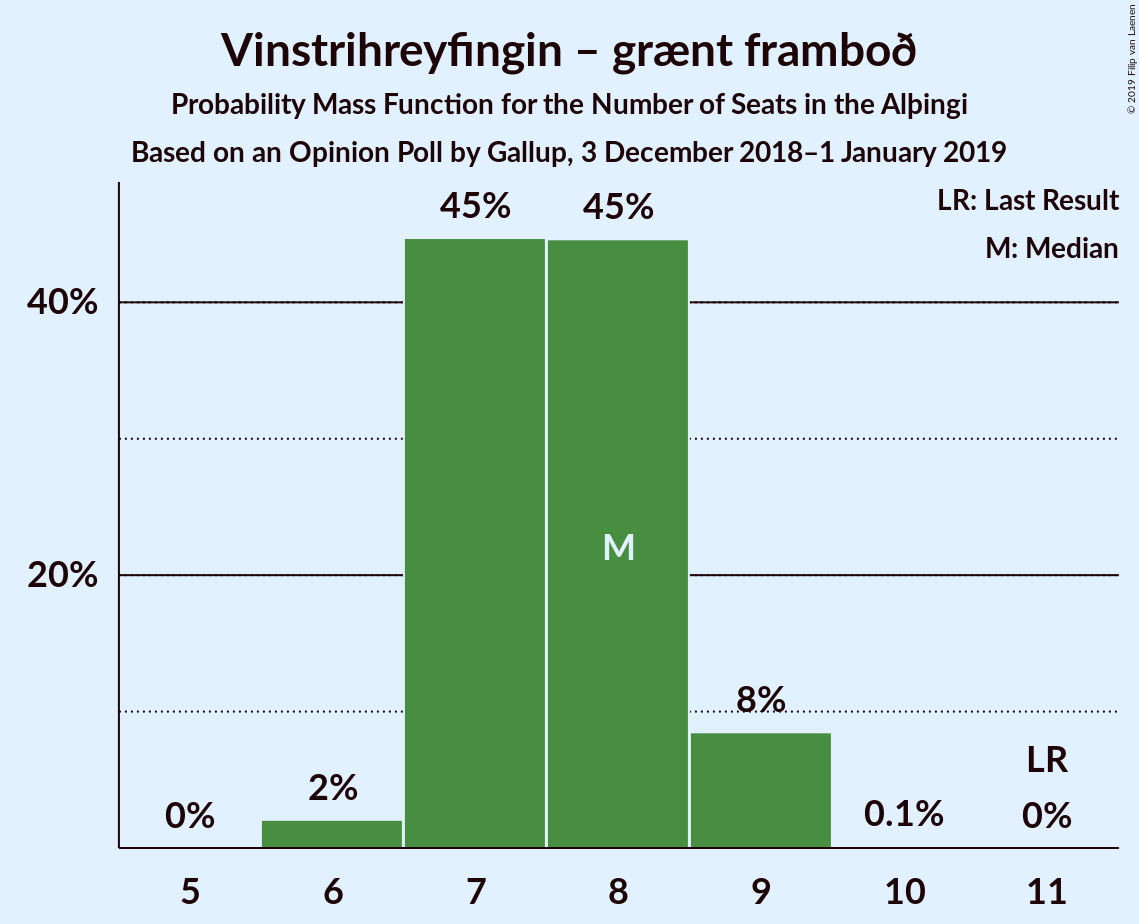 Vinstrihreyfingin – grænt framboð
Probability Mass Function for the Number of Seats in the Alþingi
Based on an Opinion Poll by Gallup, 3 December 2018–1 January 2019
© 2019 Filip van Laenen
LR: Last Result
M: Median
45% 45%
40%
M
20%
8%
LR
2%
0% 0.1% 0%
5 6 7 8 9 10 11